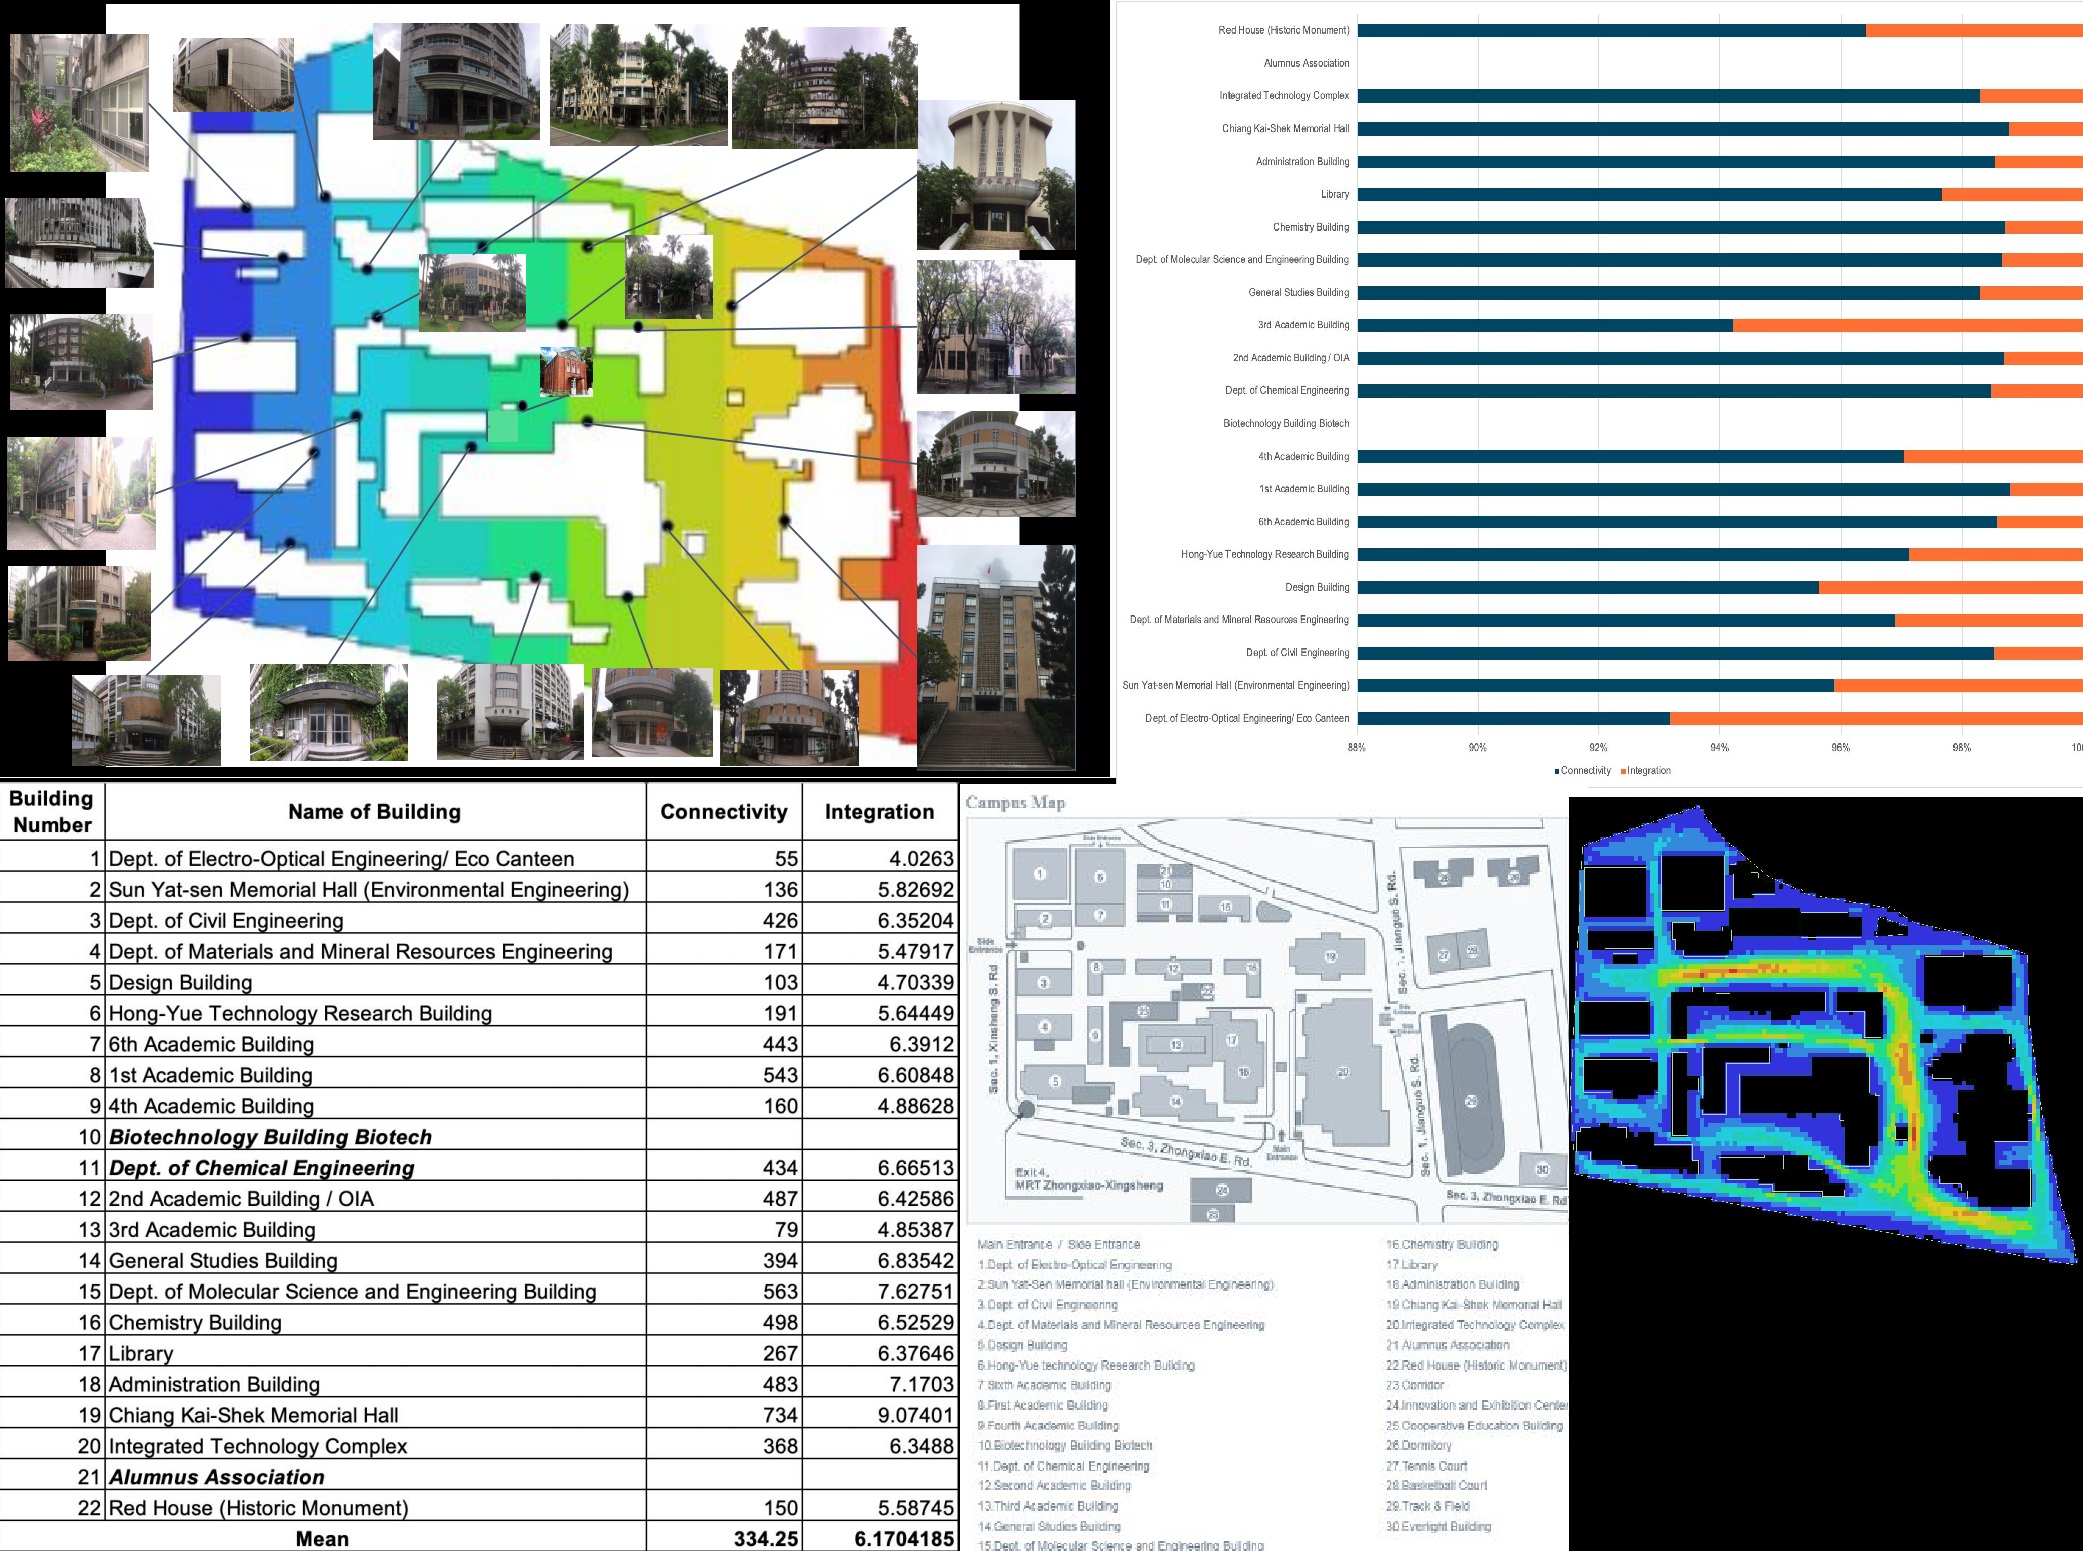 Red House (Historic Monument)
Alumnus Association
Integrated Technology Complex
Chiang Kai-Shek Memorial Hall
Administration Building
Library
Chemistry Building
Dept. of Molecular Science and Engineering Building
General Studies Building
3rd Academic Building
2nd Academic Building / OIA
Dept. of Chemical Engineering
Biotechnology Building Biotech
4th Academic Building
1st Academic Building
6th Academic Building
Hong-Yue Technology Research Building
Design Building
Dept. of Materials and Mineral Resources Engineering
Dept. of Civil Engineering
Sun Yat-sen Memorial Hall (Environmental Engineering)
Dept. of Electro-Optical Engineering/ Eco Canteen
88% 90% 92% 94% 96% 98% 100
Connectivity Integration
Building Number Name of Building Connectivity Integration
1 Dept. of Electro-Optical Engineering/ Eco Canteen 55 4.0263
2 Sun Yat-sen Memorial Hall (Environmental Engineering) 136 5.82692
3 Dept. of Civil Engineering 426 6.35204
4 Dept. of Materials and Mineral Resources Engineering 171 5.47917
5 Design Building 103 4.70339
6 Hong-Yue Technology Research Building 191 5.64449
7 6th Academic Building 443 6.3912
8 1st Academic Building 543 6.60848
9 4th Academic Building 160 4.88628
10 Biotechnology Building Biotech
11 Dept. of Chemical Engineering 434 6.66513
12 2nd Academic Building / OIA 487 6.42586
13 3rd Academic Building 79 4.85387
14 General Studies Building 394 6.83542
15 Dept. of Molecular Science and Engineering Building 563 7.62751
16 Chemistry Building 498 6.52529
17 Library 267 6.37646
18 Administration Building 483 7.1703
19 Chiang Kai-Shek Memorial Hall 734 9.07401
20 Integrated Technology Complex 368 6.3488
21 Alumnus Association
22 Red House (Historic Monument) 150 5.58745
Mean 334.25 6.1704185
Campus Map
Side Entrance
Side Entrance
Sec. 1, Xinsheng S. Rd
Sec. 1, Jianguo S. Rd.
Sec. 1, Jianguo S. Rd.
Main Entrance
Sec. 3, Zhongxiao E. Rd.
Sec. 3, Zhongxiao E. Rd
Exit 4,
MRT Zhongxiao-Xingsheng
Main Entrance / Side Entrance
1.Dept. of Electro-Optical Engineering
2.Sun Yat-Sen Memorial hall (Environmental Engineering)
3.Dept. of Civil Engineering
4.Dept. of Materials and Mineral Resources Engineering
5.Design Building
6.Hong-Yue technology Research Building
7.Sixth Academic Building
8.First Academic Building
9.Fourth Academic Building
10.Biotechnology Building Biotech
11.Dept. of Chemical Engineering
12.Second Academic Building
13.Third Academic Building
14.General Studies Building
15.Dept. of Molecular Science and Engineering Building
16.Chemistry Building
17.Library
18.Administration Building
19 Chiang Kai-Shek Memorial Hall
20.Integrated Technology Complex
21 Alumnus Association
22.Red House (Historic Monument)
23.Corridor
24.Innovation and Exhibition Center
25.Cooperative Education Building
26.Dormitory
27.Tennis Court
28.Basketball Court
29.Track & Field
30.Everlight Building